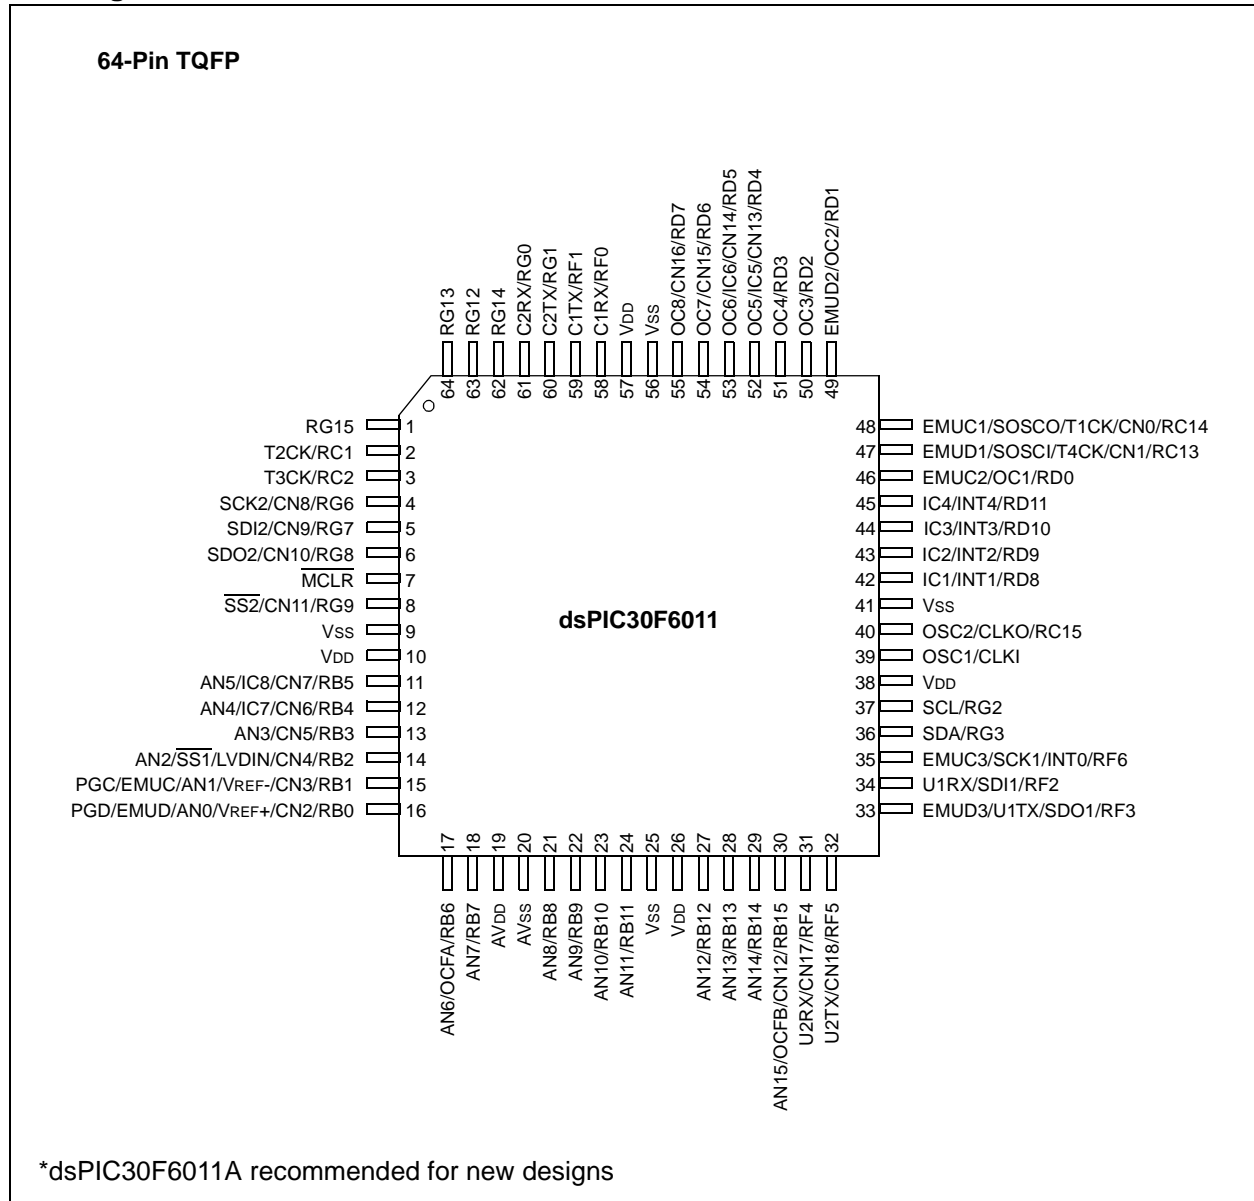 64-Pin TQFP
RG13
RG12
RG14
C2RX/RG0
C2TX/RG1
C1TX/RF1
C1RX/RF0
VDD
VSS
OC8/CN16/RD7
OC7/CN15/RD6
OC6/IC6/CN14/RD5
OC5/IC5/CN13/RD4
OC4/RD3
OC3/RD2
EMUD2/OC2/RD1
64 63 62 61 60 59 58 57 56 55 54 53 52 51 50 49
RG15 1
T2CK/RC1 2
T3CK/RC2 3
SCK2/CN8/RG6 4
SDI2/CN9/RG7 5
SDO2/CN10/RG8 6
MCLR 7
SS2/CN11/RG9 8
VSS 9
VDD 10
AN5/IC8/CN7/RB5 11
AN4/IC7/CN6/RB4 12
AN3/CN5/RB3 13
AN2/SS1/LVDIN/CN4/RB2 14
PGC/EMUC/AN1/VREF-/CN3/RB1 15
PGD/EMUD/AN0/VREF+/CN2/RB0 16
dsPIC30F6011
48 EMUC1/SOSCO/T1CK/CN0/RC14
47 EMUD1/SOSCI/T4CK/CN1/RC13
46 EMUC2/OC1/RD0
45 IC4/INT4/RD11
44 IC3/INT3/RD10
43 IC2/INT2/RD9
42 IC1/INT1/RD8
41 VSS
40 OSC2/CLKO/RC15
39 OSC1/CLKI
38 VDD
37 SCL/RG2
36 SDA/RG3
35 EMUC3/SCK1/INT0/RF6
34 U1RX/SDI1/RF2
33 EMUD3/U1TX/SDO1/RF3
17 18 19 20 21 22 23 24 25 26 27 28 29 30 31 32
AN6/OCFA/RB6
AN7/RB7
AVDD
AVSS
AN8/RB8
AN9/RB9
AN10/RB10
AN11/RB11
VSS
VDD
AN12/RB12
AN13/RB13
AN14/RB14
AN15/OCFB/CN12/RB15
U2RX/CN17/RF4
U2TX/CN18/RF5
*dsPIC30F6011A recommended for new designs